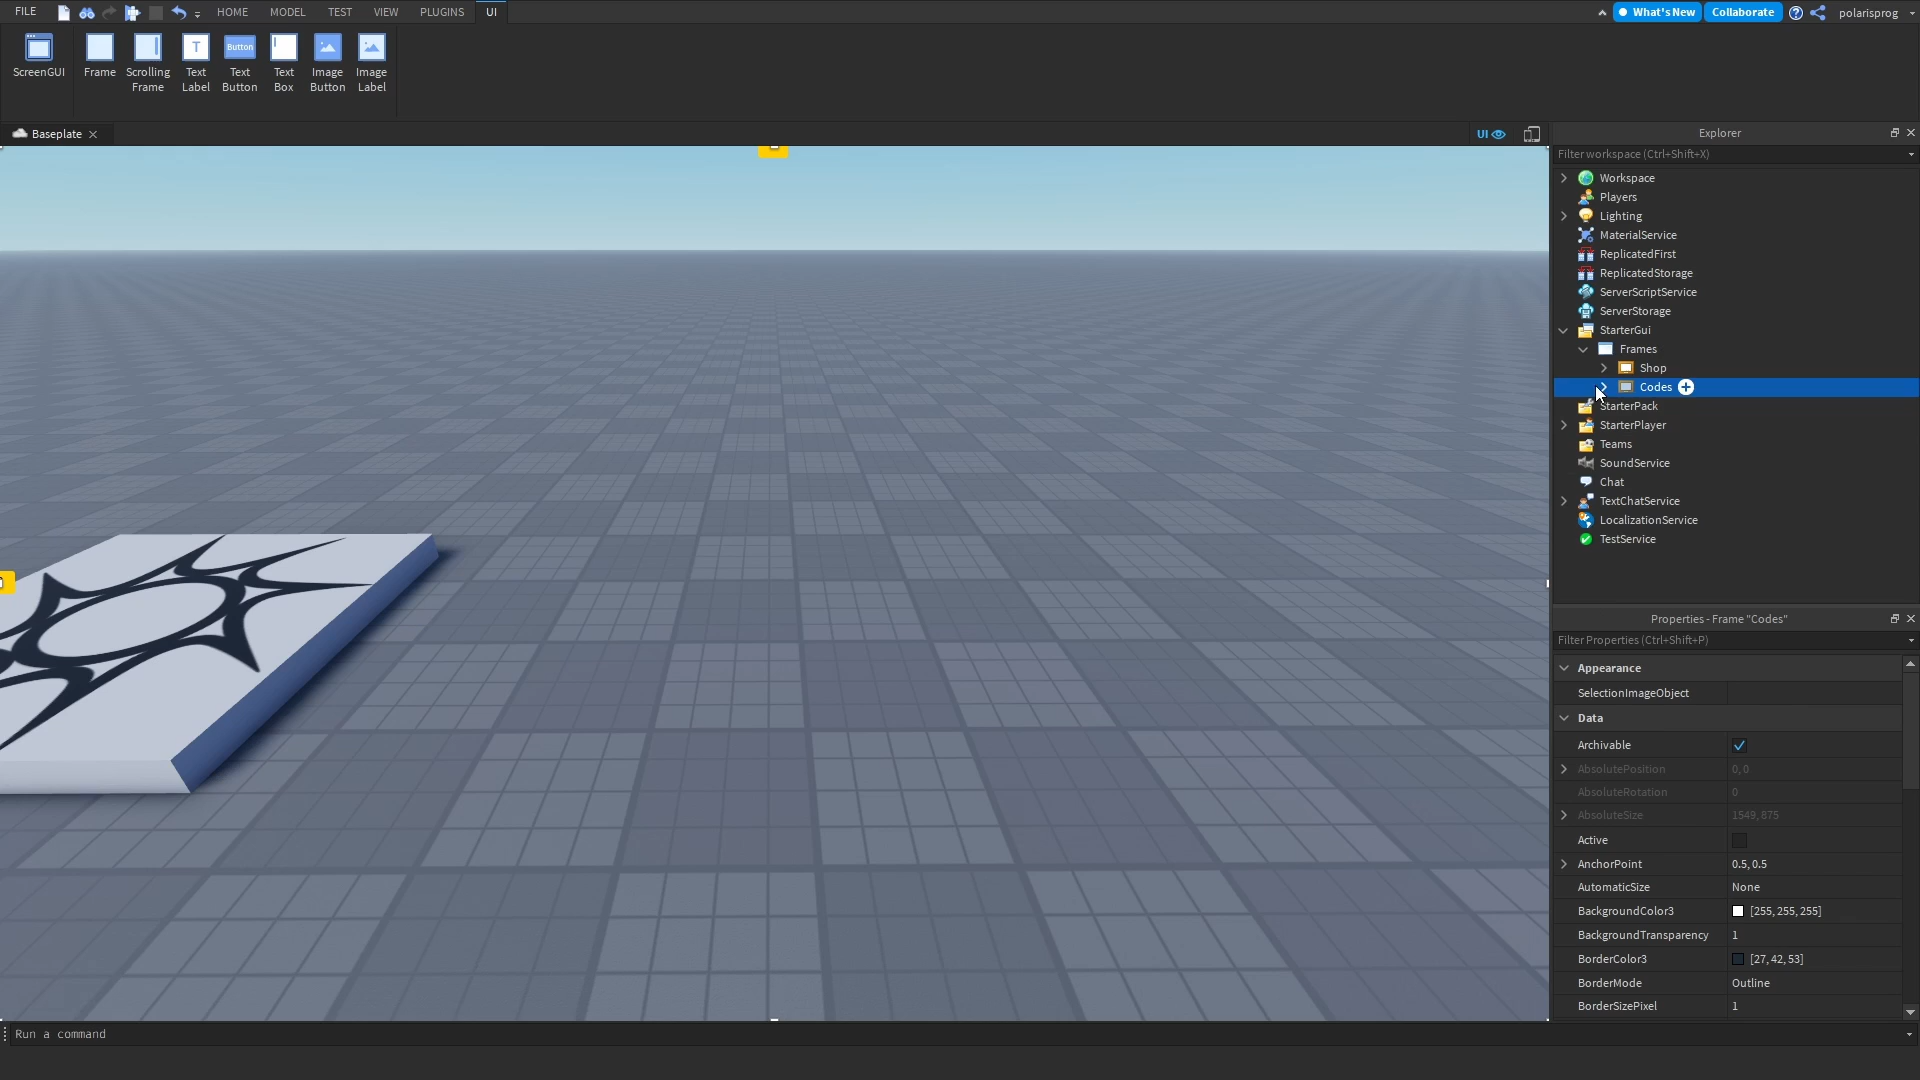 FILE
HOME
MODEL
TEST
VIEW
PLUGINS
UI
What's New
Collaborate
polarisprog
ScreenGUI
Frame
Scrolling
Frame
Text
Label
Button
Text
Button
Text
Box
Image
Button
Image
Label
Baseplate
UI
Explorer
Filter workspace (Ctrl+Shift+X)
Workspace
Players
Lighting
MaterialService
ReplicatedFirst
ReplicatedStorage
ServerScriptService
ServerStorage
StarterGui
Frames
Shop
Codes
StarterPack
StarterPlayer
Teams
SoundService
Chat
TextChatService
LocalizationService
TestService
Properties - Frame "Codes"
Filter Properties (Ctrl+Shift+P)
Appearance
SelectionImageObject
Data
Archivable
AbsolutePosition 0, 0
AbsoluteRotation 0
AbsoluteSize 1549, 875
Active
AnchorPoint 0.5, 0.5
AutomaticSize None
BackgroundColor3 [255, 255, 255]
BackgroundTransparency 1
BorderColor3 [27, 42, 53]
BorderMode Outline
BorderSizePixel 1
Run a command